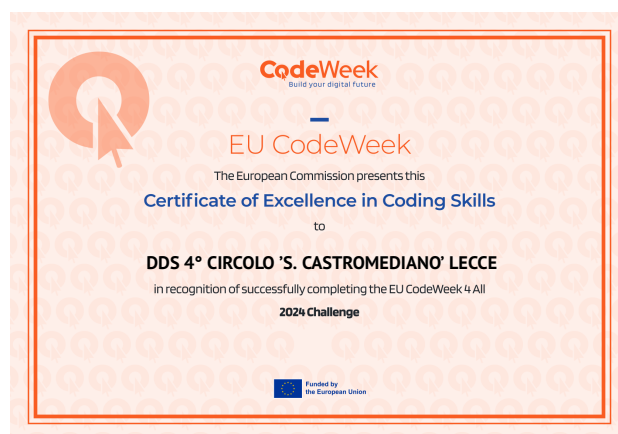 CodeWeek
Build your digital future
EU CodeWeek
The European Commission presents this
Certificate of Excellence in Coding Skills
to
DDS 4° CIRCOLO 'S. CASTROMEDIANO' LECCE
in recognition of successfully completing the EU CodeWeek 4 All
2024 Challenge
Funded by
the European Union